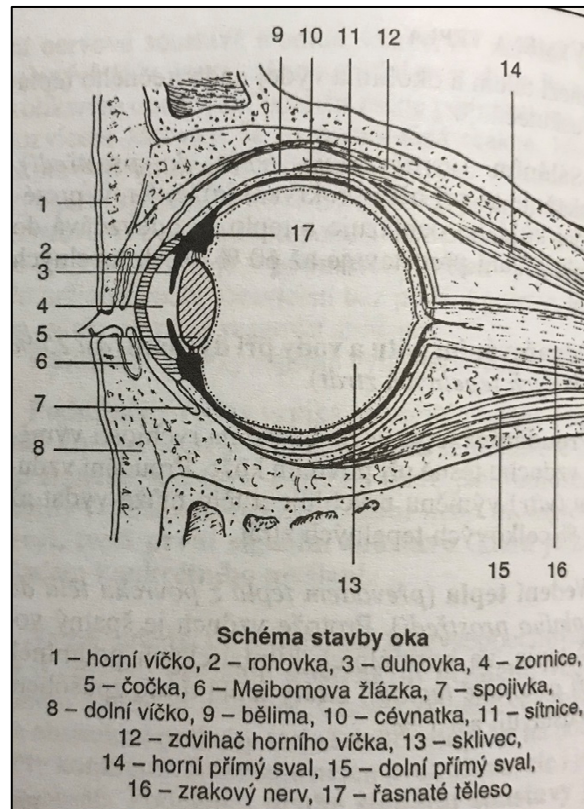 9 10 11 12
14
1
2
3
4
5
6
7
8
17
13
15 16
Schéma stavby oka
1 – horní víčko, 2 – rohovka, 3 – duhovka, 4 – zornice,
5 – čočka, 6 – Meibomova žlázka, 7 – spojivka,
8 – dolní víčko, 9 – bělima, 10 – cévnatka, 11 – sítnice,
12 – zdvihač horního víčka, 13 – sklivec,
14 – horní přímý sval, 15 – dolní přímý sval,
16 – zrakový nerv, 17 – řasnaté těleso